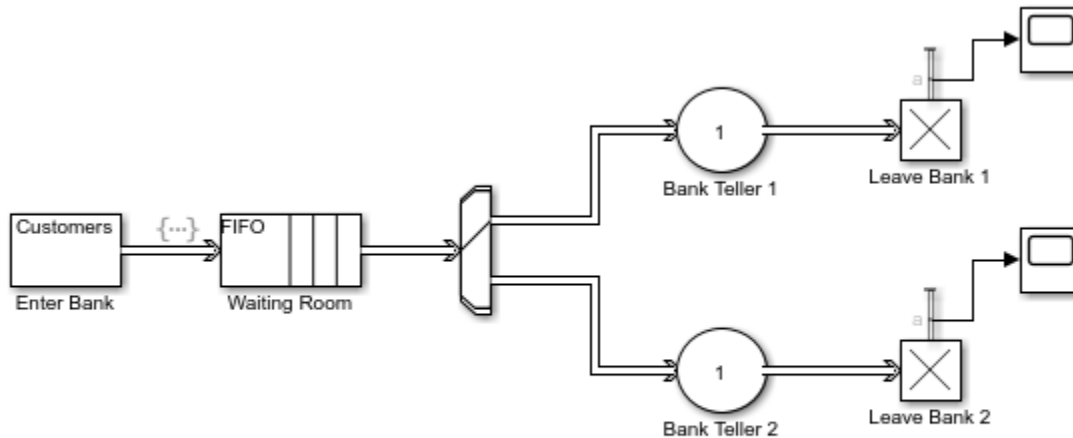 Customers
Enter Bank
{...}
FIFO
Waiting Room
1
Bank Teller 1
a
Leave Bank 1
1
Bank Teller 2
a
Leave Bank 2